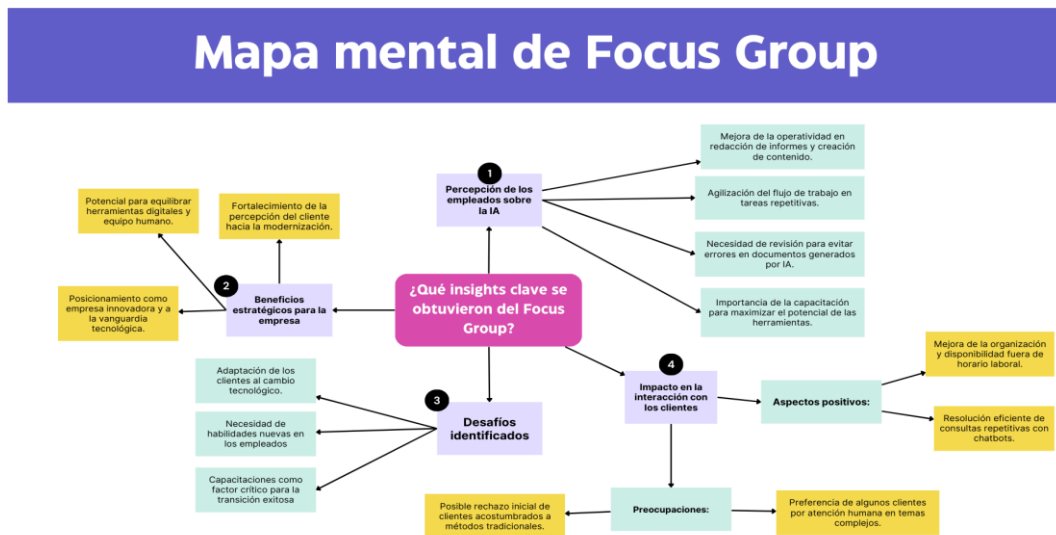 Mapa mental de Focus Group
1
Percepción de los
empleados sobre
la IA
Mejora de la operatividad en
redacción de informes y creación
de contenido.
Agilización del flujo de trabajo en
tareas repetitivas.
Necesidad de revisión para evitar
errores en documentos generados
por IA.
Importancia de la capacitación
para maximizar el potencial de las
herramientas.
Potencial para equilibrar
herramientas digitales y
equipo humano.
Fortalecimiento de la
percepción del cliente
hacia la modernización.
2
Beneficios
estratégicos para la
empresa
Posicionamiento como
empresa innovadora y a
la vanguardia
tecnológica.
¿Qué insights clave se
obtuvieron del Focus
Group?
3
Desafíos
identificados
Adaptación de los
clientes al cambio
tecnológico.
Necesidad de
habilidades nuevas en
los empleados
Capacitaciones como
factor crítico para la
transición exitosa
4
Impacto en la
interacción con
los clientes
Aspectos positivos:
Mejora de la organización
y disponibilidad fuera de
horario laboral.
Resolución eficiente de
consultas repetitivas con
chatbots.
Preocupaciones:
Posible rechazo inicial de
clientes acostumbrados a
métodos tradicionales.
Preferencia de algunos
clientes por atención
humana en temas
complejos.